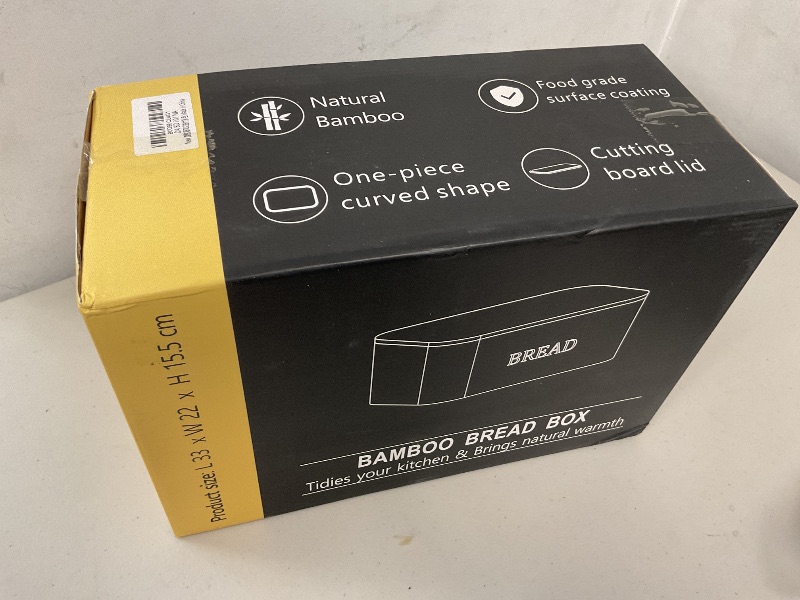 Natural
Bamboo
Food grade
surface coating
One-piece
curved shape
Cutting
board lid
BREAD
BAMBOO BREAD BOX
Tidies your kitchen & Brings natural warmth
Product size: L 33 x W 22 x H 15.5 cm